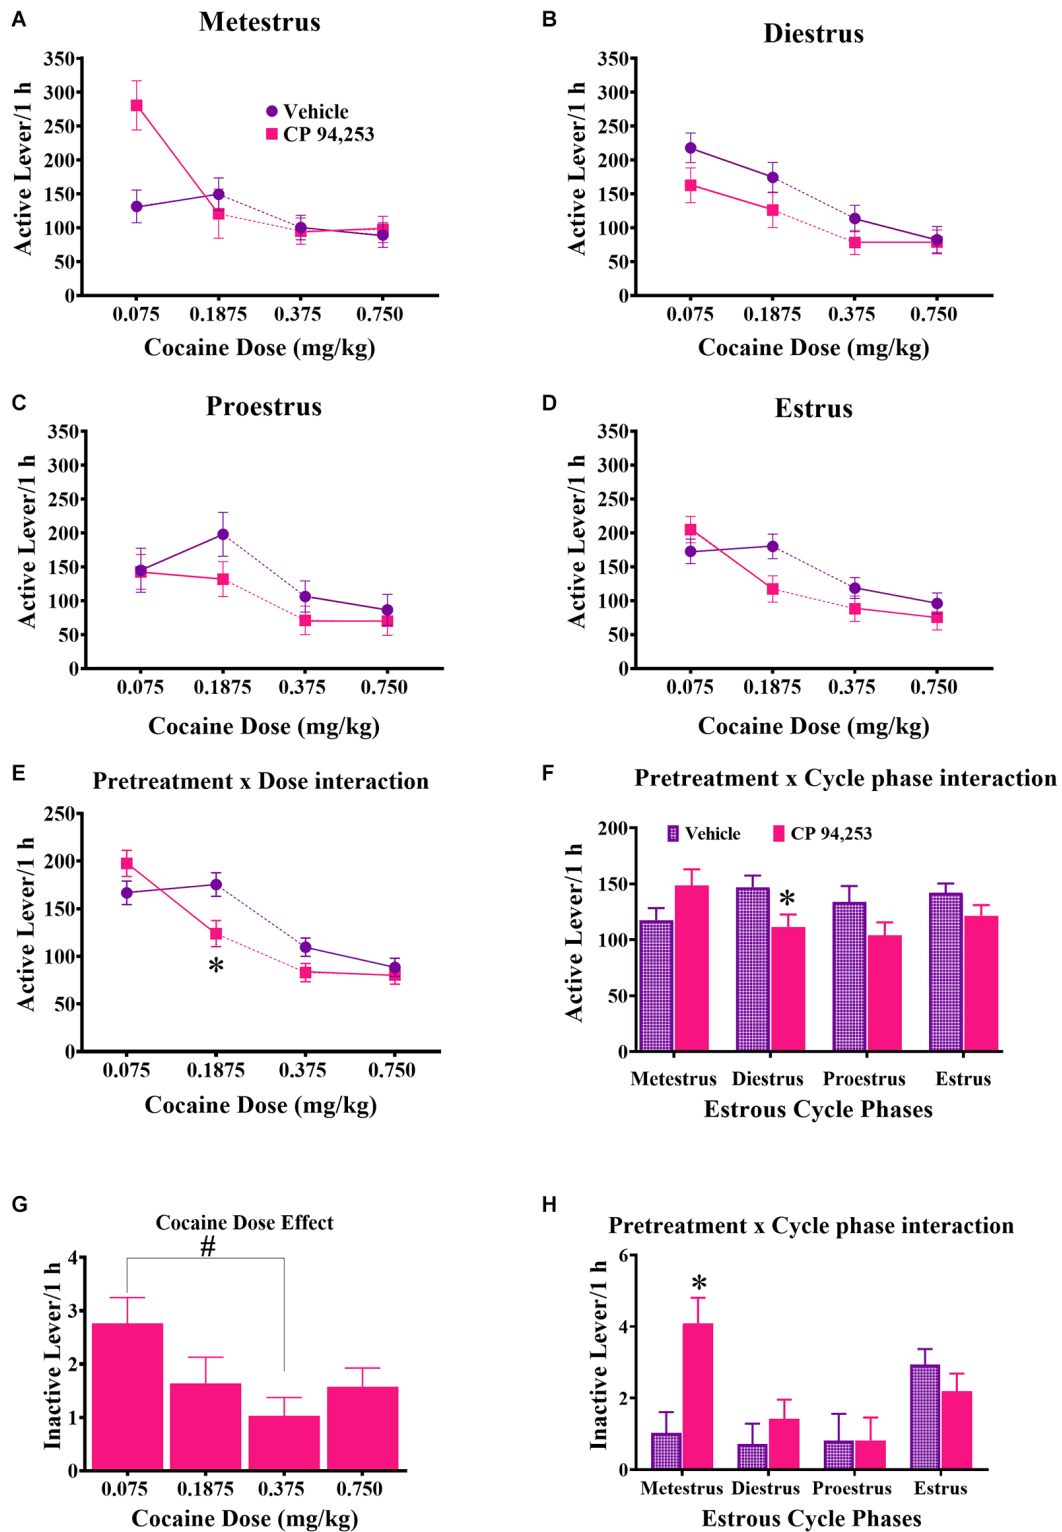 A
Metestrus
350
300
250
200
150
100
50
0
Active Lever/1 h
Vehicle
CP 94,253
0.075 0.1875 0.375 0.750
Cocaine Dose (mg/kg)
B
Diestrus
350
300
250
200
150
100
50
0
Active Lever/1 h
0.075 0.1875 0.375 0.750
Cocaine Dose (mg/kg)
C
Proestrus
350
300
250
200
150
100
50
0
Active Lever/1 h
0.075 0.1875 0.375 0.750
Cocaine Dose (mg/kg)
D
Estrus
350
300
250
200
150
100
50
0
Active Lever/1 h
0.075 0.1875 0.375 0.750
Cocaine Dose (mg/kg)
E
Pretreatment x Dose interaction
250
200
150
100
50
0
Active Lever/1 h
*
0.075 0.1875 0.375 0.750
Cocaine Dose (mg/kg)
F
Pretreatment x Cycle phase interaction
200
150
100
50
0
Active Lever/1 h
Vehicle CP 94,253
*
Metestrus Diestrus Proestrus Estrus
Estrous Cycle Phases
G
Cocaine Dose Effect
#
4
3
2
1
0
Inactive Lever/1 h
0.075 0.1875 0.375 0.750
Cocaine Dose (mg/kg)
H
Pretreatment x Cycle phase interaction
6
4
2
0
Inactive Lever/1 h
*
Metestrus Diestrus Proestrus Estrus
Estrous Cycle Phases